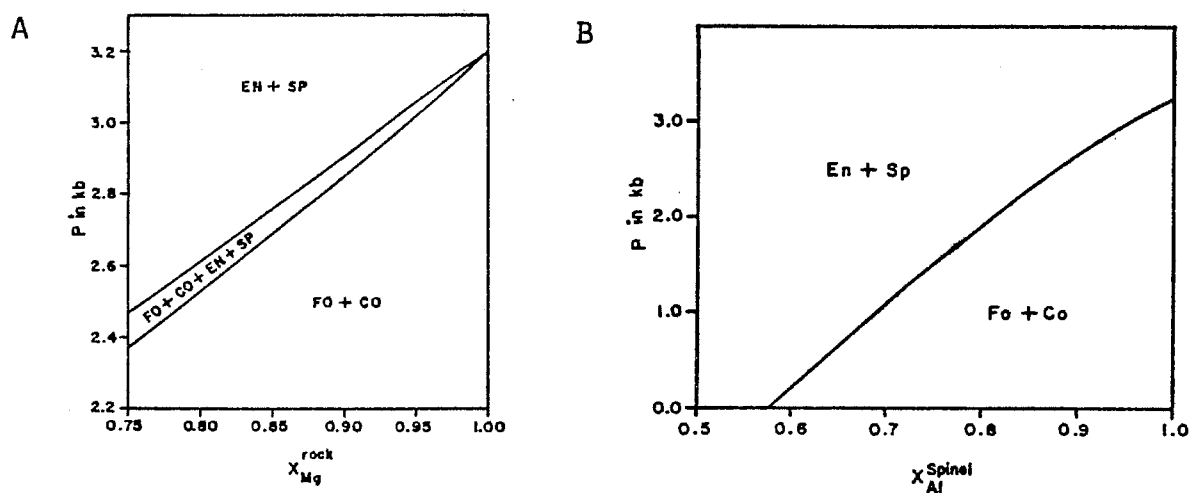 A
3.2
3.0
2.8
2.6
2.4
2.2
P in kb
EN + SP
FO + CO + EN + SP
FO + CO
0.75
0.80
0.85
0.90
0.95
1.00
X rock Mg
B
3.0
2.0
1.0
0.0
P in kb
En + Sp
Fo + Co
0.5
0.6
0.7
0.8
0.9
1.0
X Spinel Al